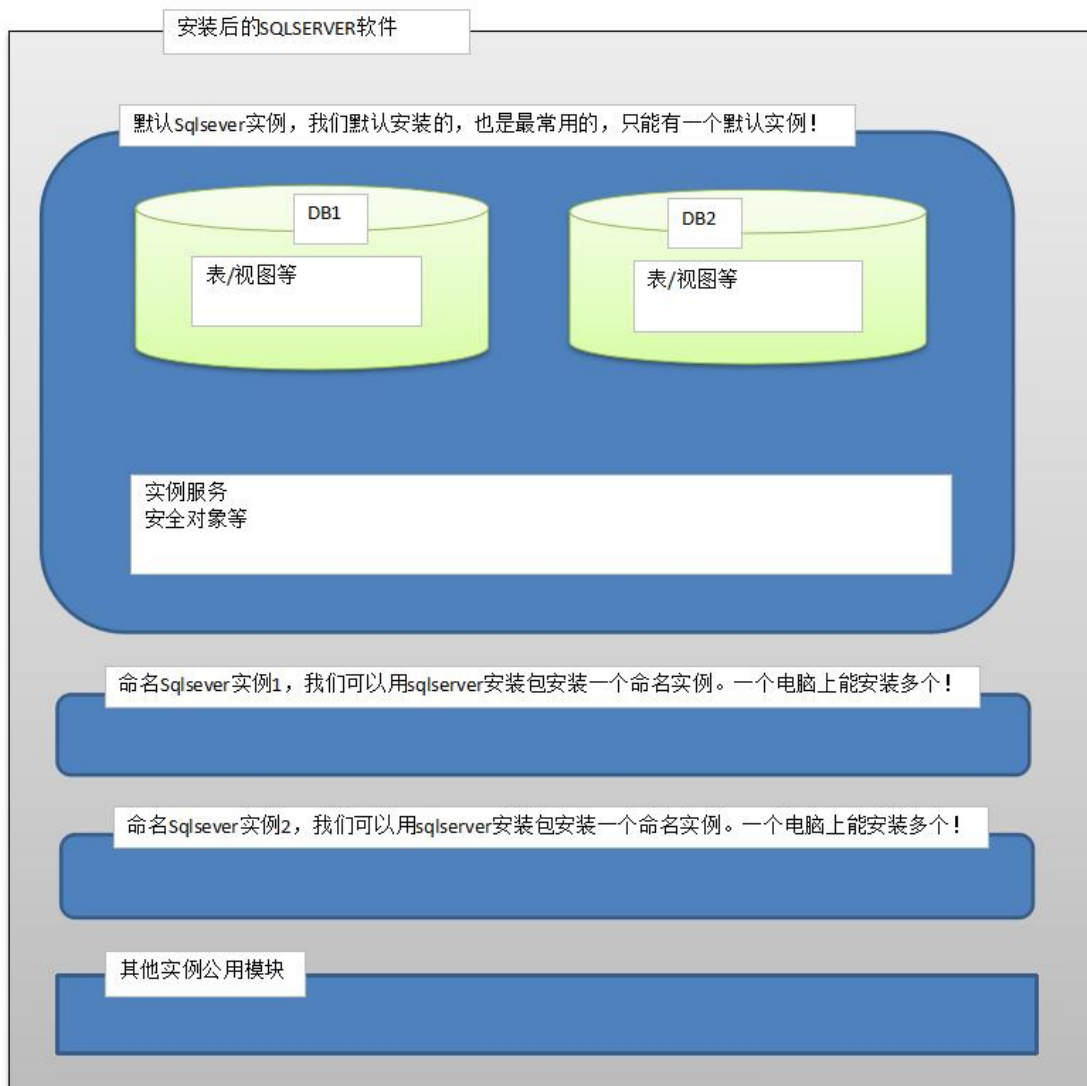 安装后的SQLSERVER软件
默认Sqlsever实例，我们默认安装的，也是最常用的，只能有一个默认实例！
DB1
表/视图等
DB2
表/视图等
实例服务
安全对象等
命名Sqlsever实例1，我们可以用sqlserver安装包安装一个命名实例。一个电脑上能安装多个！
命名Sqlsever实例2，我们可以用sqlserver安装包安装一个命名实例。一个电脑上能安装多个！
其他实例公用模块